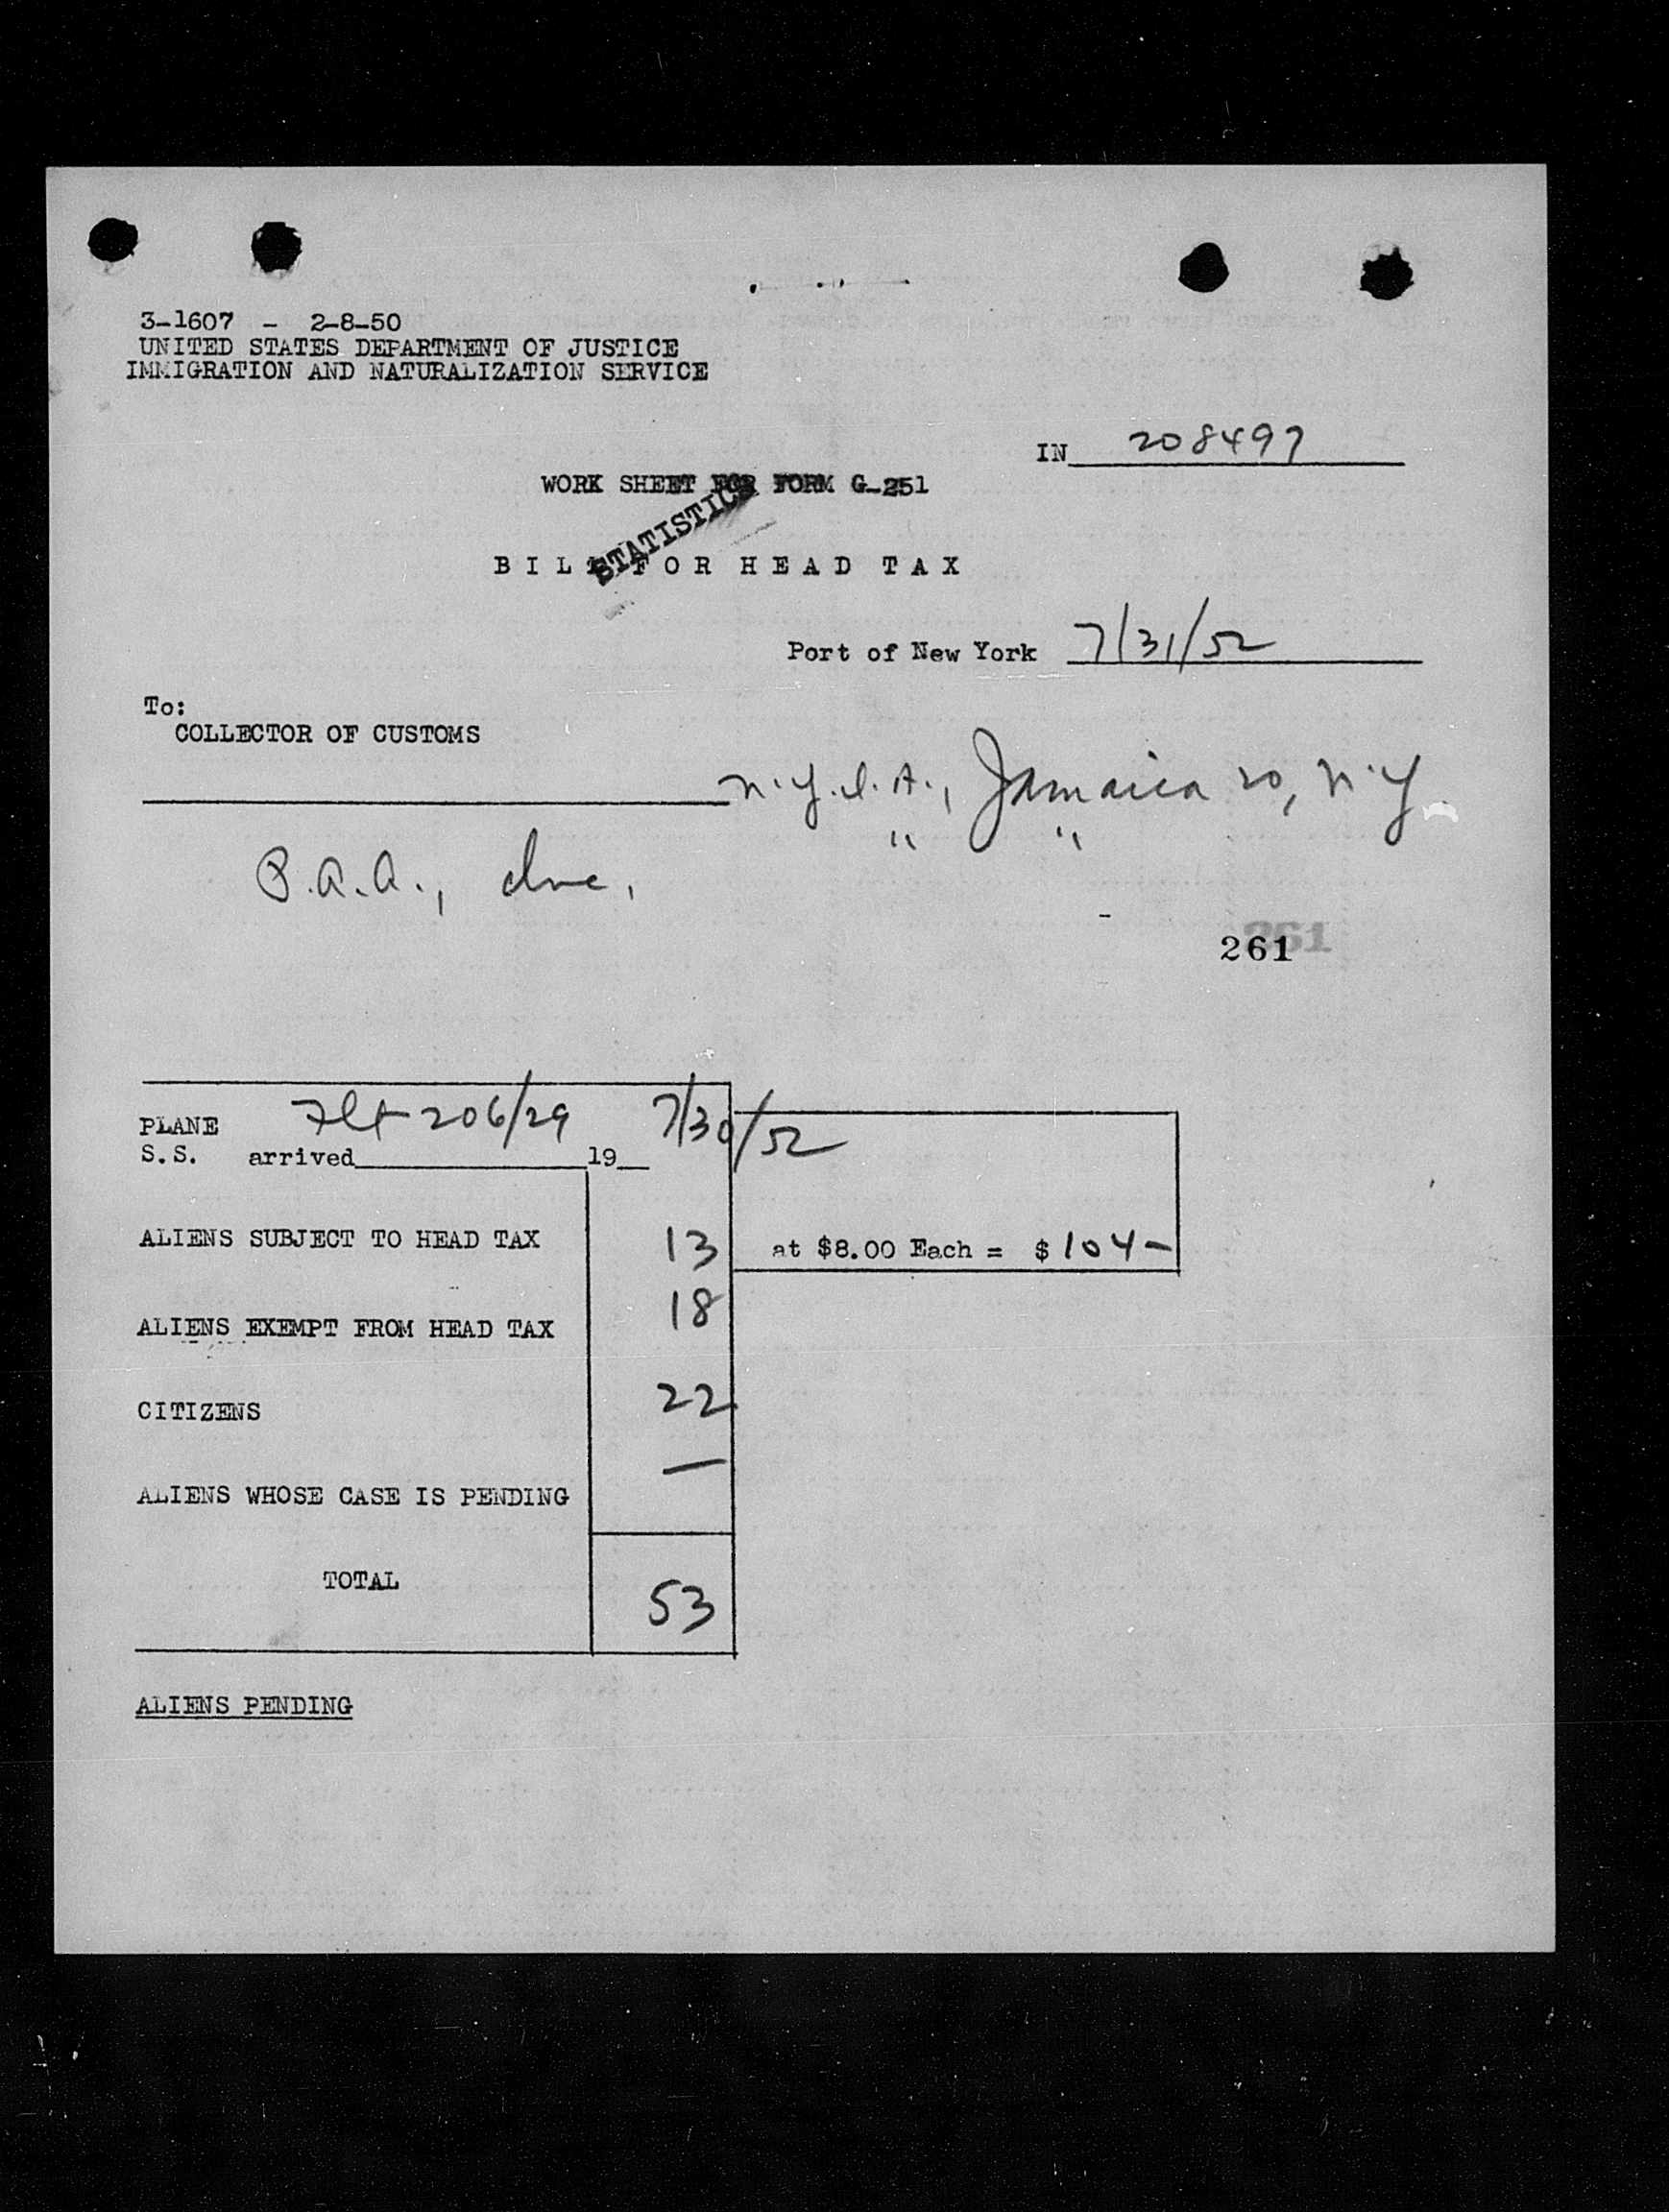 3-1607 - 2-8-50
UNITED STATES DEPARTMENT OF JUSTICE
IMMIGRATION AND NATURALIZATION SERVICE
IN 208497
WORK SHEET FOR FORM G-251
STATISTICS
BILL FOR HEAD TAX
Port of New York 7/31/52
To:
COLLECTOR OF CUSTOMS
N.Y.I.A., Jamaica 20, N.Y.
" "
P.A.A., Inc.
261
PLANE Flt 206/29 7/30/52
S.S. arrived 19
ALIENS SUBJECT TO HEAD TAX 13 at $8.00 Each = $104-
ALIENS EXEMPT FROM HEAD TAX 18
CITIZENS 22
ALIENS WHOSE CASE IS PENDING —
TOTAL 53
ALIENS PENDING